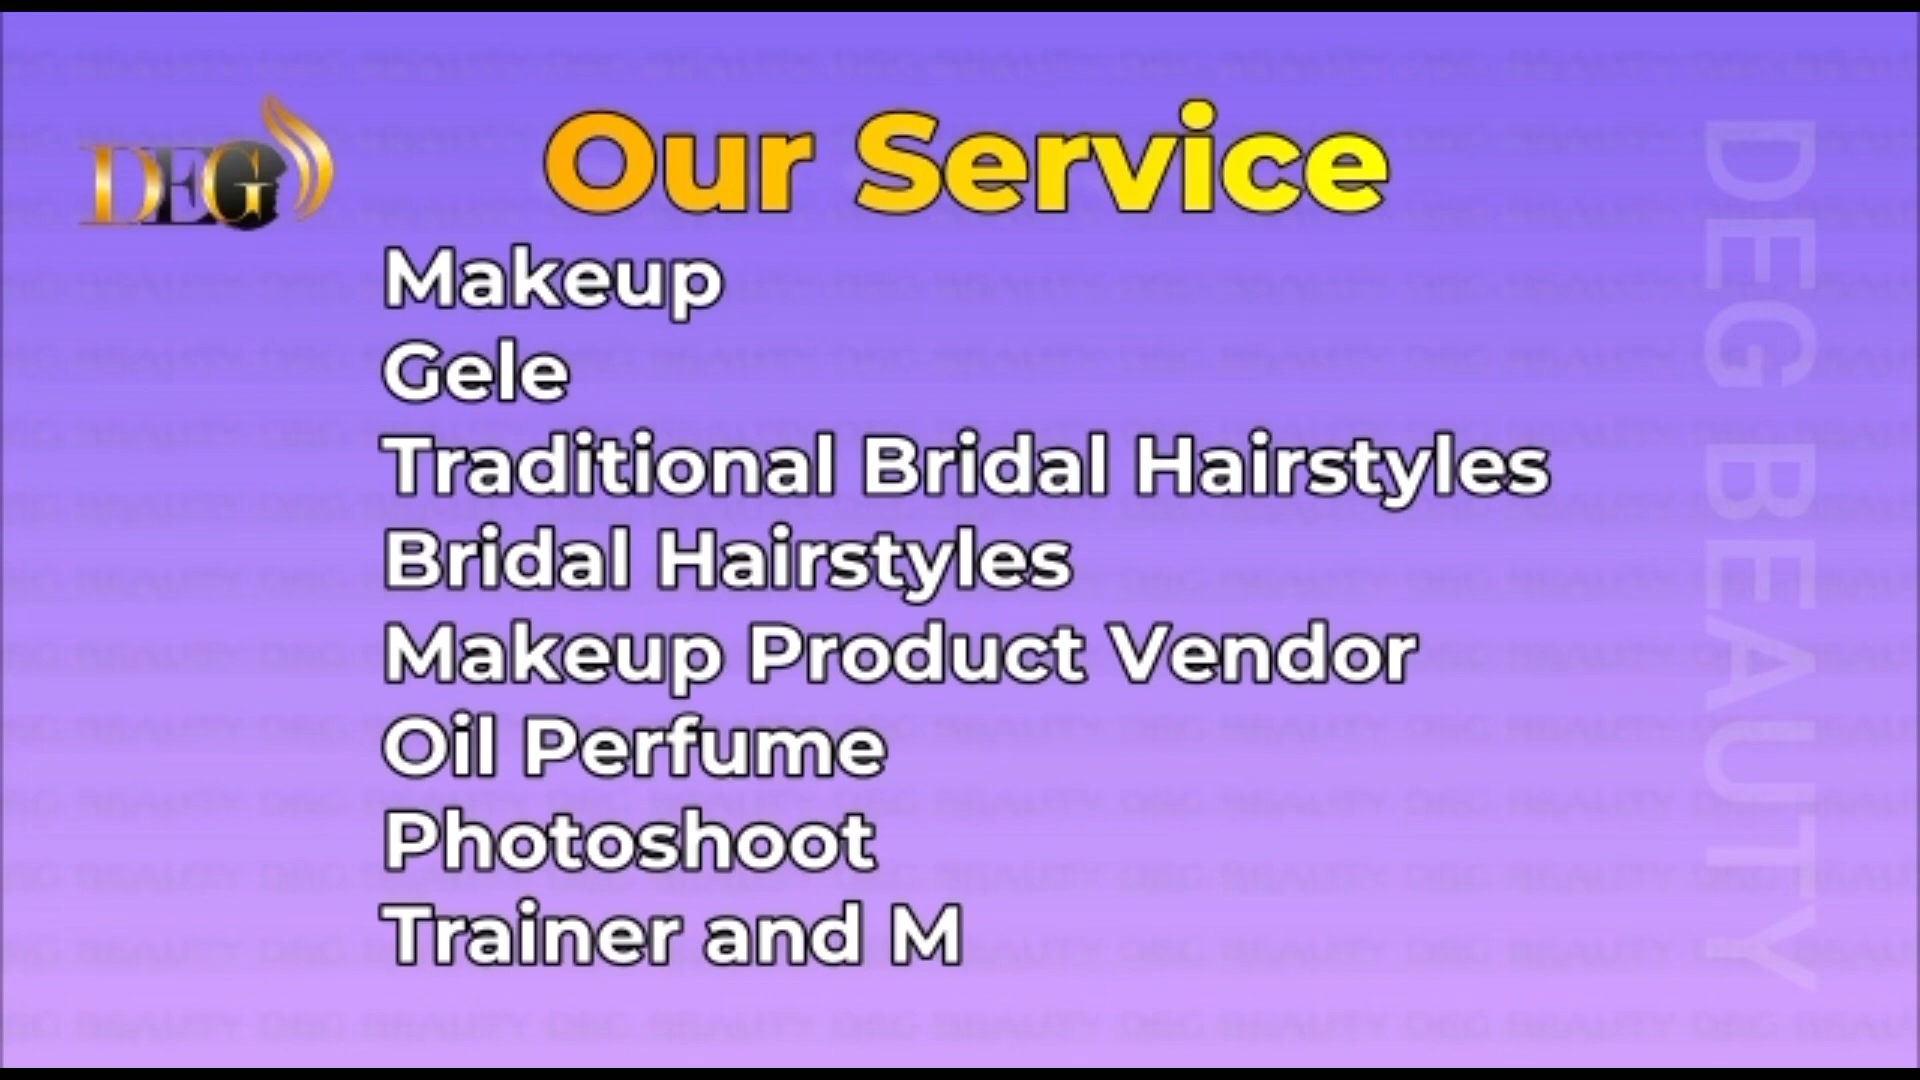 DEG
Our Service
Makeup
Gele
Traditional Bridal Hairstyles
Bridal Hairstyles
Makeup Product Vendor
Oil Perfume
Photoshoot
Trainer and M
DEG BEAUTY